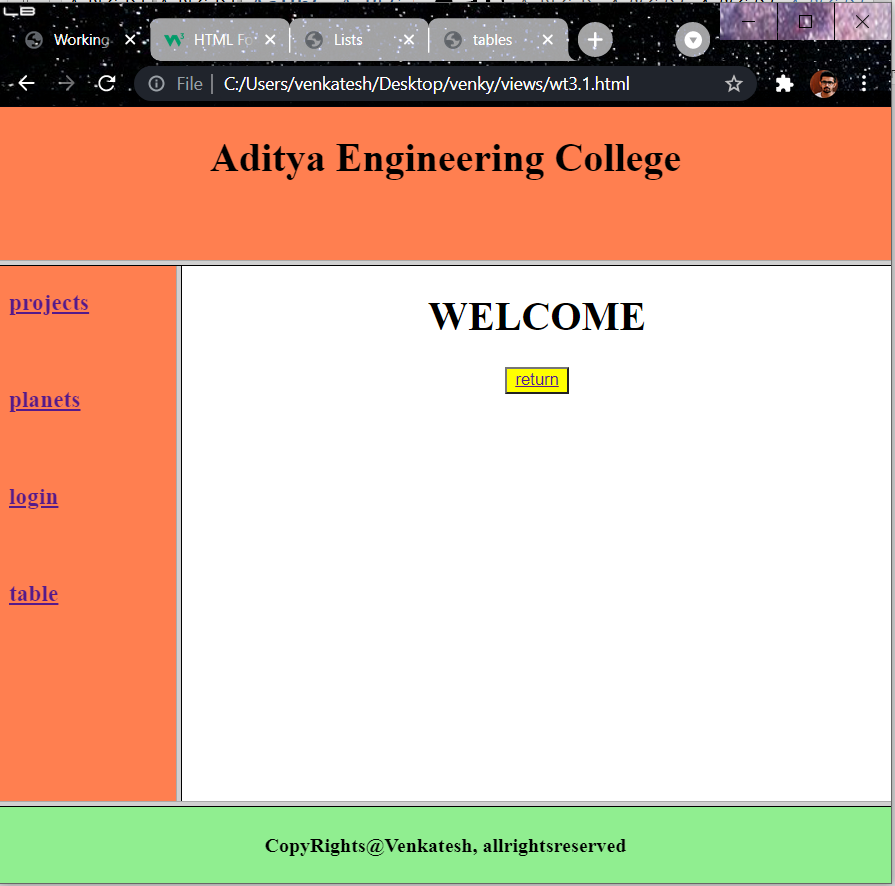 Working
HTML Fo
Lists
tables
File
C:/Users/venkatesh/Desktop/venky/views/wt3.1.html
Aditya Engineering College
projects
planets
login
table
WELCOME
return
CopyRights@Venkatesh, allrightsreserved